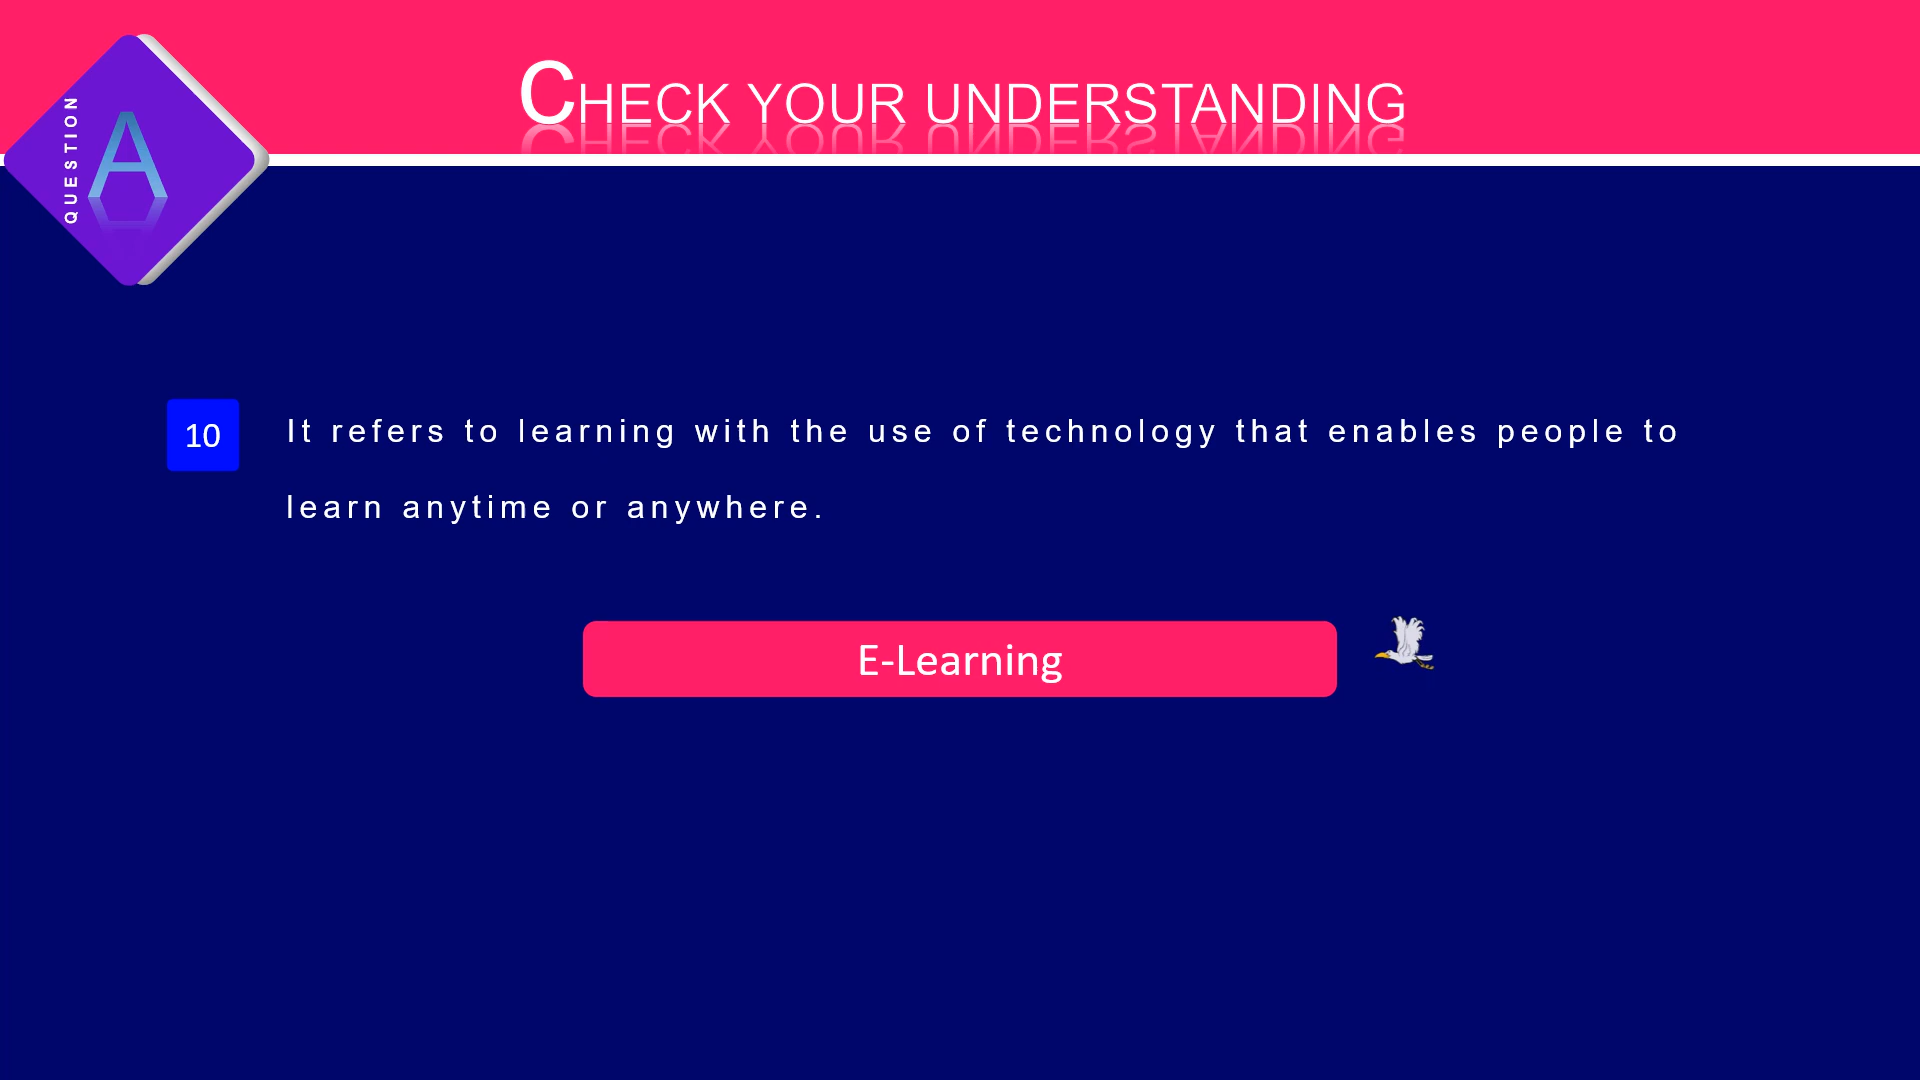 CHECK YOUR UNDERSTANDING
QUESTION
A
10
It refers to learning with the use of technology that enables people to
learn anytime or anywhere.
E-Learning